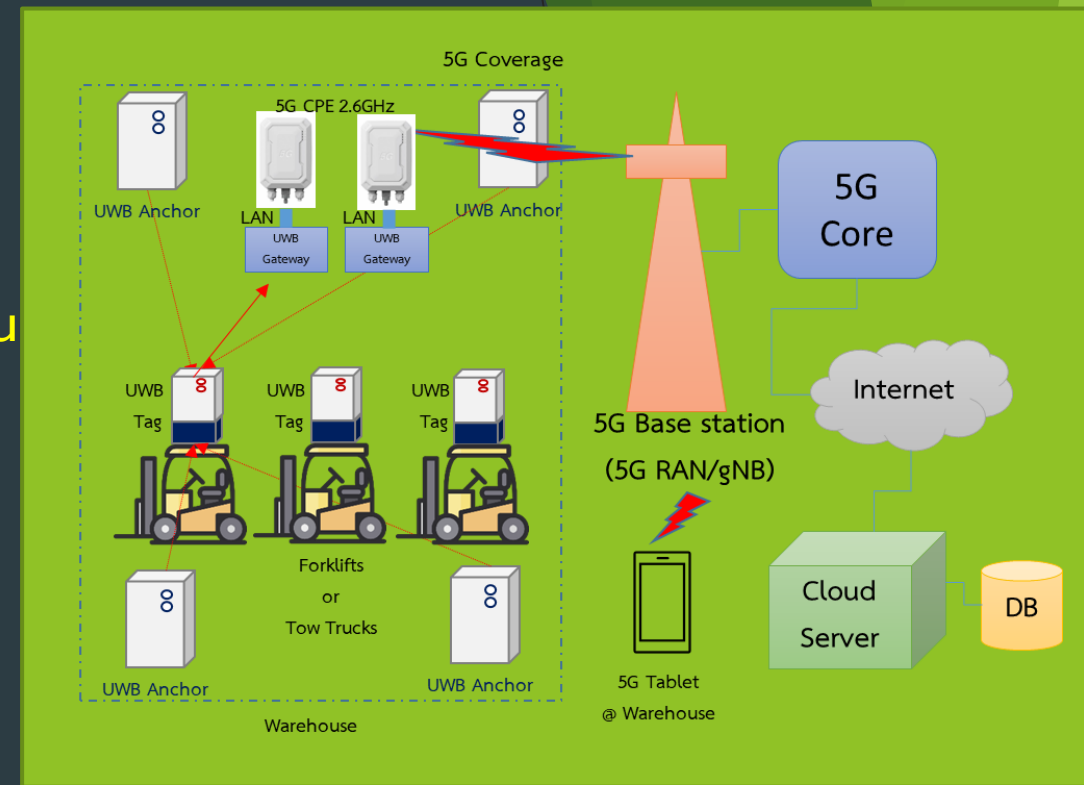 5G Coverage
5G CPE 2.6GHz
UWB Anchor
LAN
LAN
UWB Anchor
UWB
Gateway
UWB
Gateway
UWB
Tag
UWB
Tag
UWB
Tag
Forklifts
or
Tow Trucks
UWB Anchor
UWB Anchor
Warehouse
5G Base station
(5G RAN/gNB)
5G Tablet
@ Warehouse
5G
Core
Internet
Cloud
Server
DB